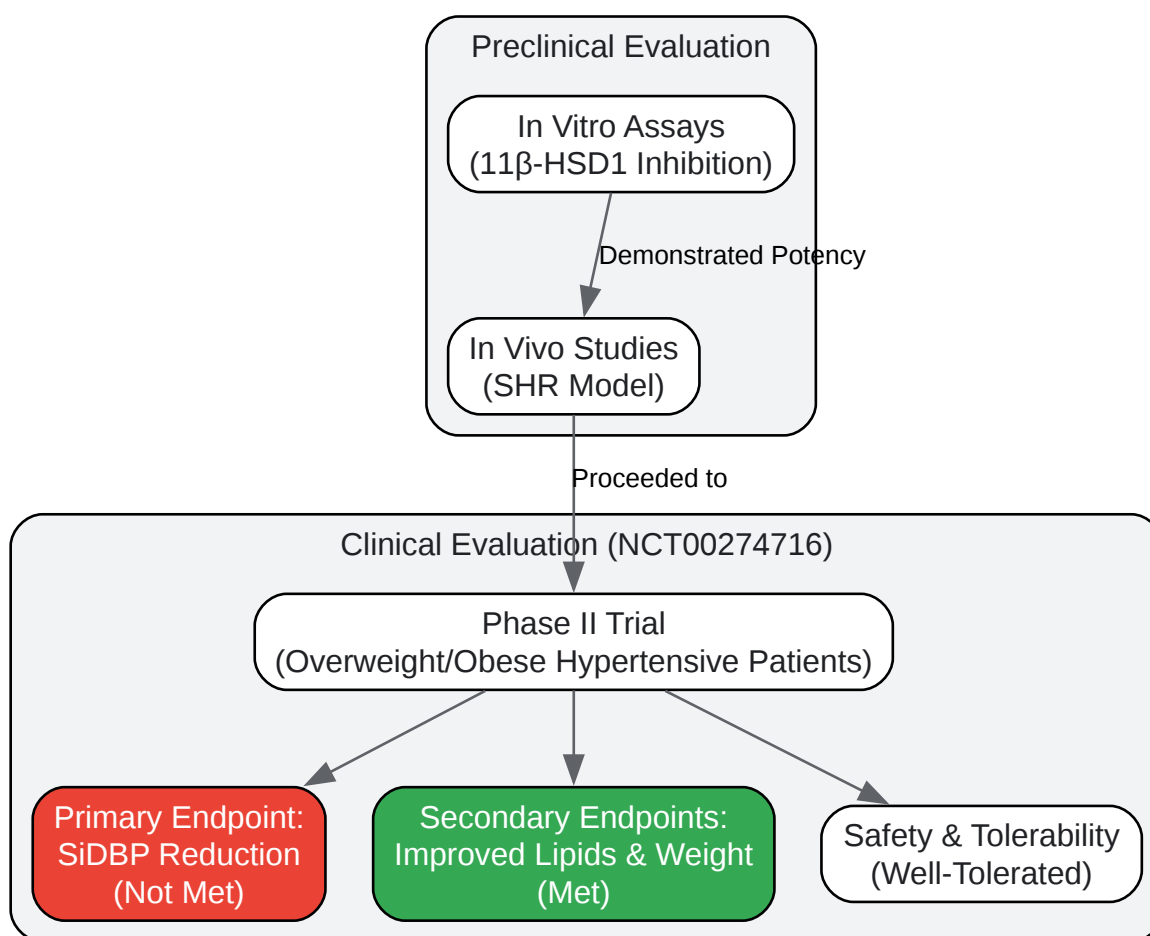 Preclinical Evaluation
In Vitro Assays
(11β-HSD1 Inhibition)
Demonstrated Potency
In Vivo Studies
(SHR Model)
Proceeded to
Clinical Evaluation (NCT00274716)
Phase II Trial
(Overweight/Obese Hypertensive Patients)
Primary Endpoint:
SiDBP Reduction
(Not Met)
Secondary Endpoints:
Improved Lipids & Weight
(Met)
Safety & Tolerability
(Well-Tolerated)